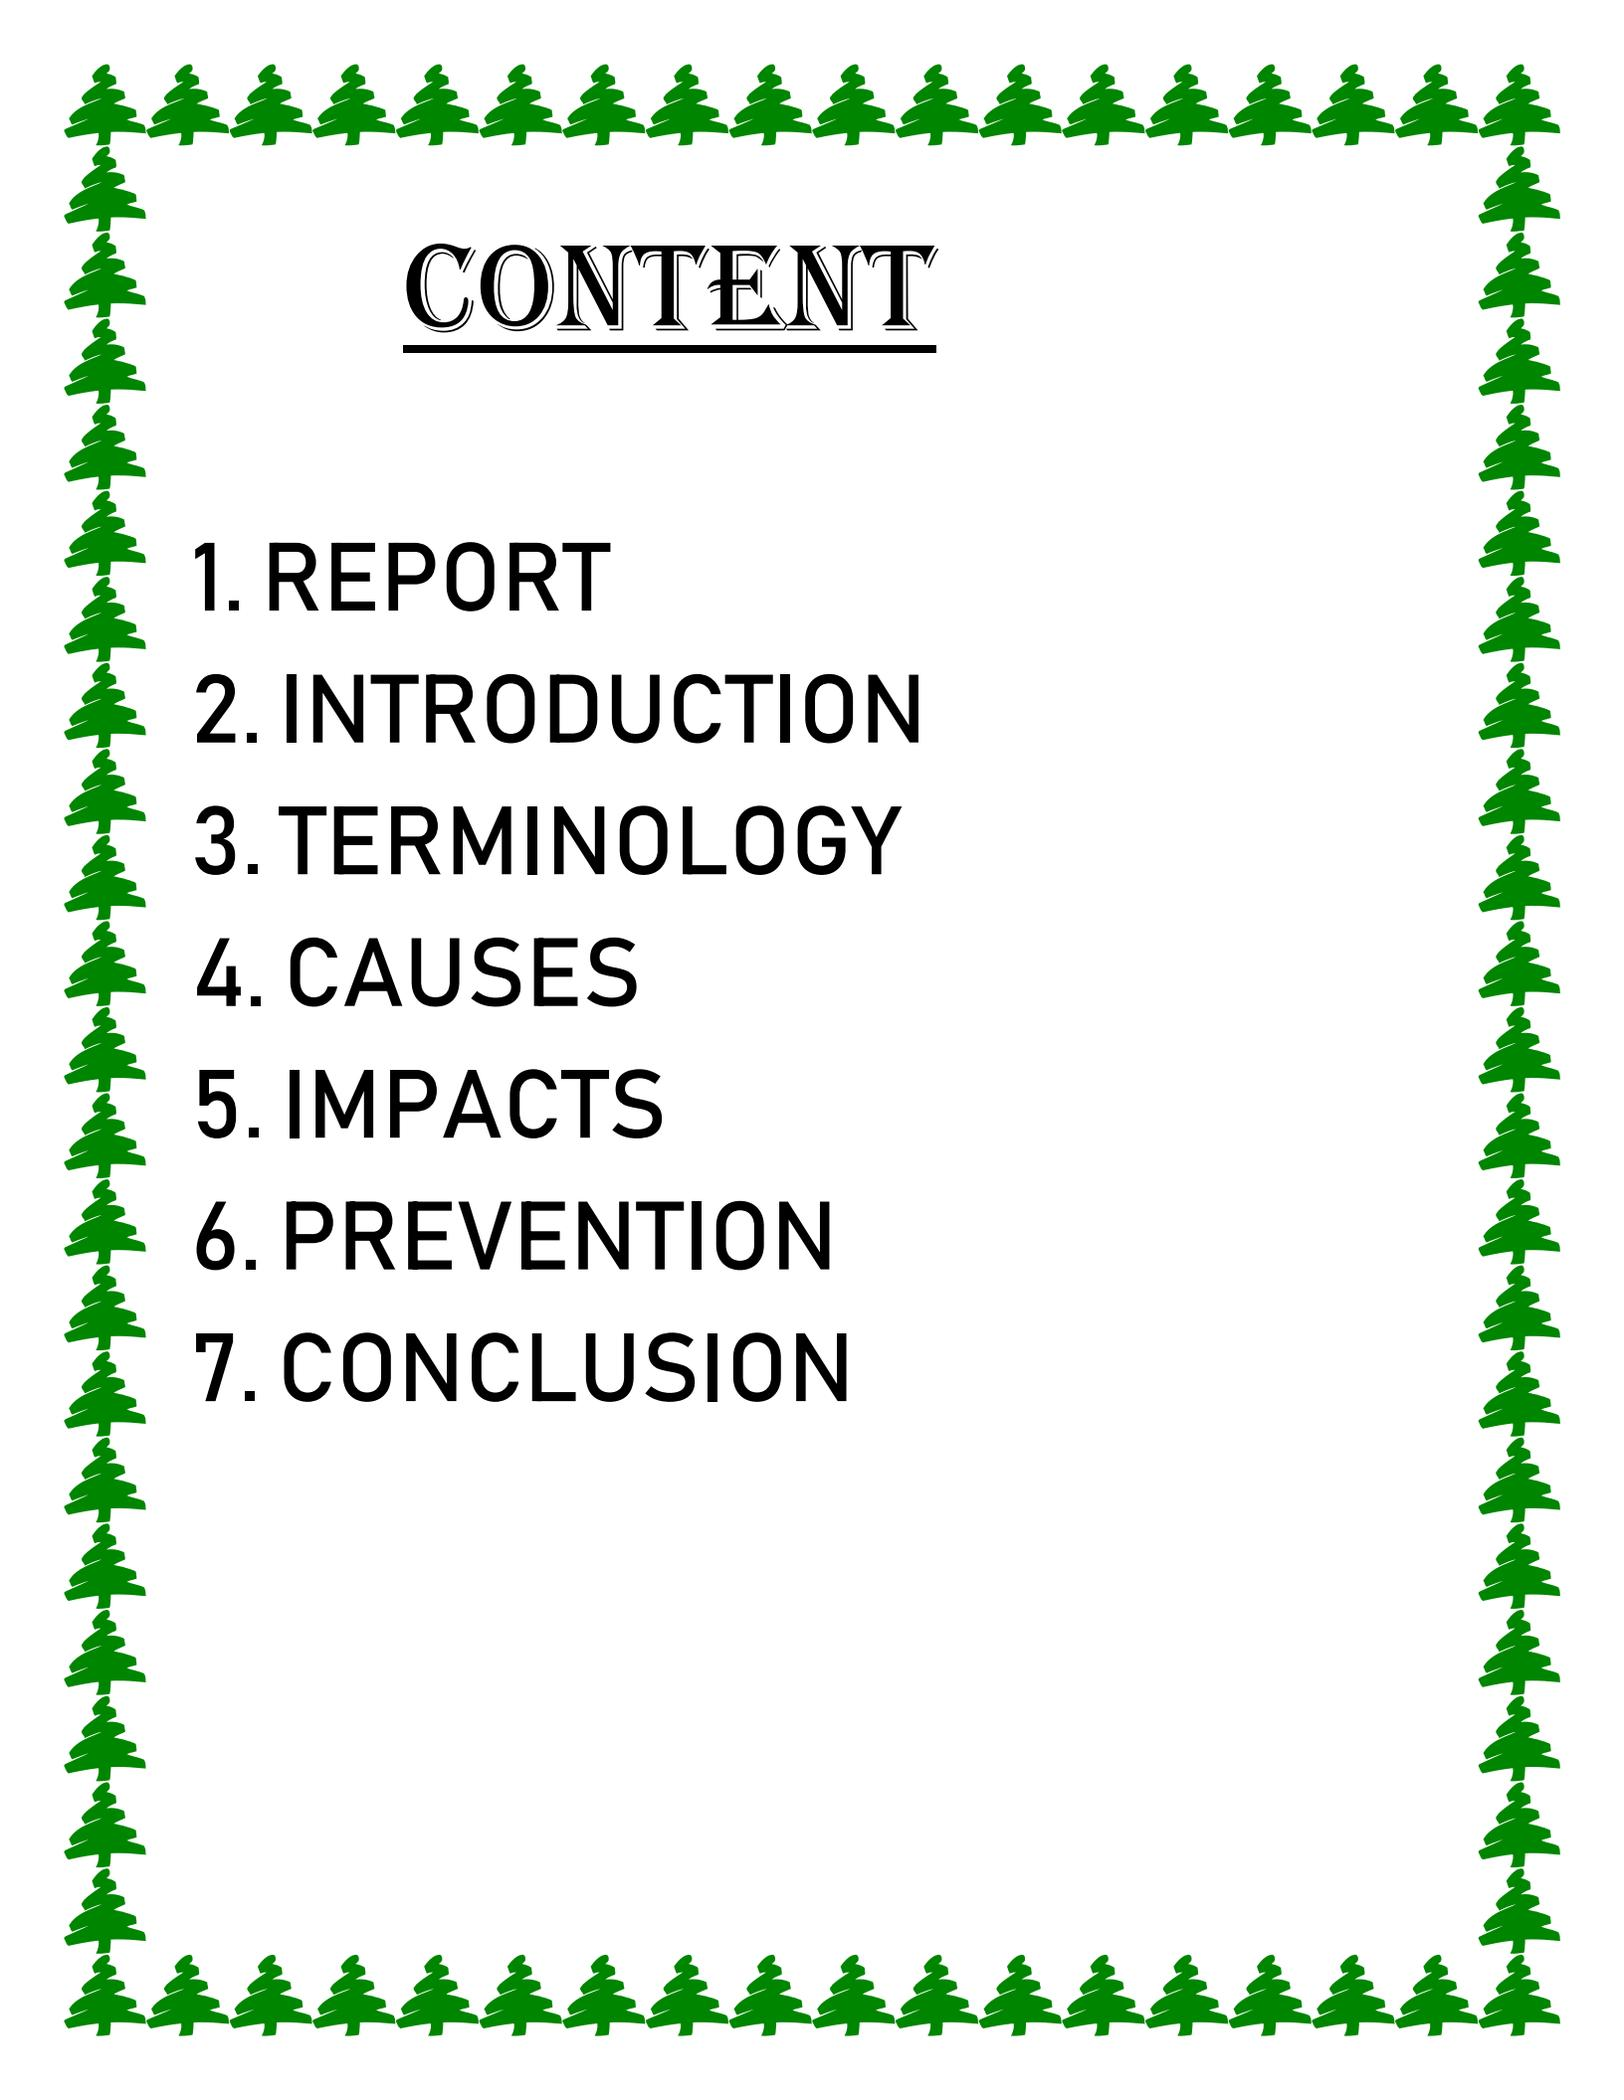 CONTENT
1. REPORT
2. INTRODUCTION
3. TERMINOLOGY
4. CAUSES
5. IMPACTS
6. PREVENTION
7. CONCLUSION